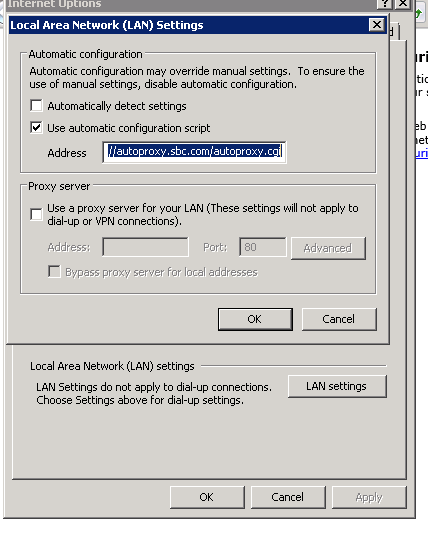 Internet Options
Local Area Network (LAN) Settings
Automatic configuration
Automatic configuration may override manual settings. To ensure the
use of manual settings, disable automatic configuration.
Automatically detect settings
Use automatic configuration script
Address //autoproxy.sbc.com/autoproxy.cgi
Proxy server
Use a proxy server for your LAN (These settings will not apply to
dial-up or VPN connections).
Address: Port: 80 Advanced
Bypass proxy server for local addresses
OK Cancel
Local Area Network (LAN) settings
LAN Settings do not apply to dial-up connections.
Choose Settings above for dial-up settings.
LAN settings
OK Cancel Apply